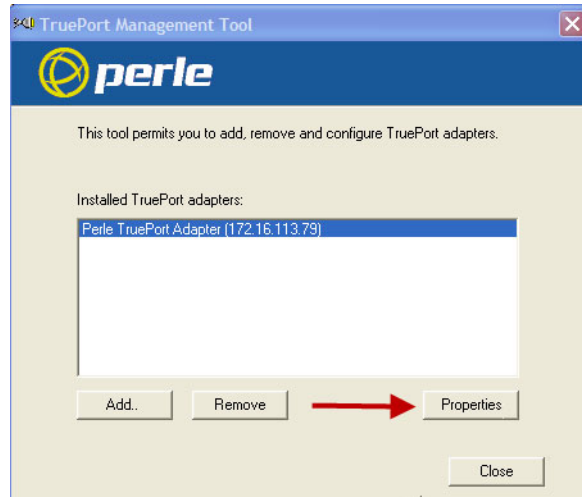 TruePort Management Tool
perle
This tool permits you to add, remove and configure TruePort adapters.
Installed TruePort adapters:
Perle TruePort Adapter (172.16.113.79)
Add..
Remove
Properties
Close